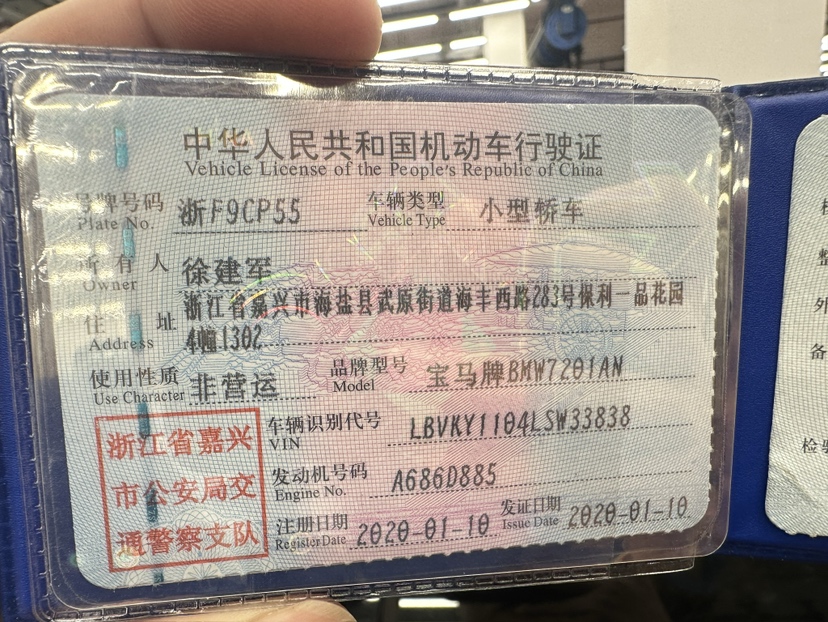 中华人民共和国机动车行驶证
Vehicle License of the People's Republic of China
号牌号码 浙F9CP55 车辆类型 小型轿车
Plate No. Vehicle Type
所有人 徐建军
Owner
住址 浙江省嘉兴市海盐县武原街道海丰西路283号保利一品花园
Address 4幢1302
使用性质 非营运 品牌型号 宝马牌BMW7201AN
Use Character Model
浙江省嘉兴 车辆识别代号 LBVKY1104LSW33838
VIN
市公安局交 发动机号码 A686D885
Engine No.
通警察支队 注册日期 2020-01-10 发证日期 2020-01-10
Register Date Issue Date
检验